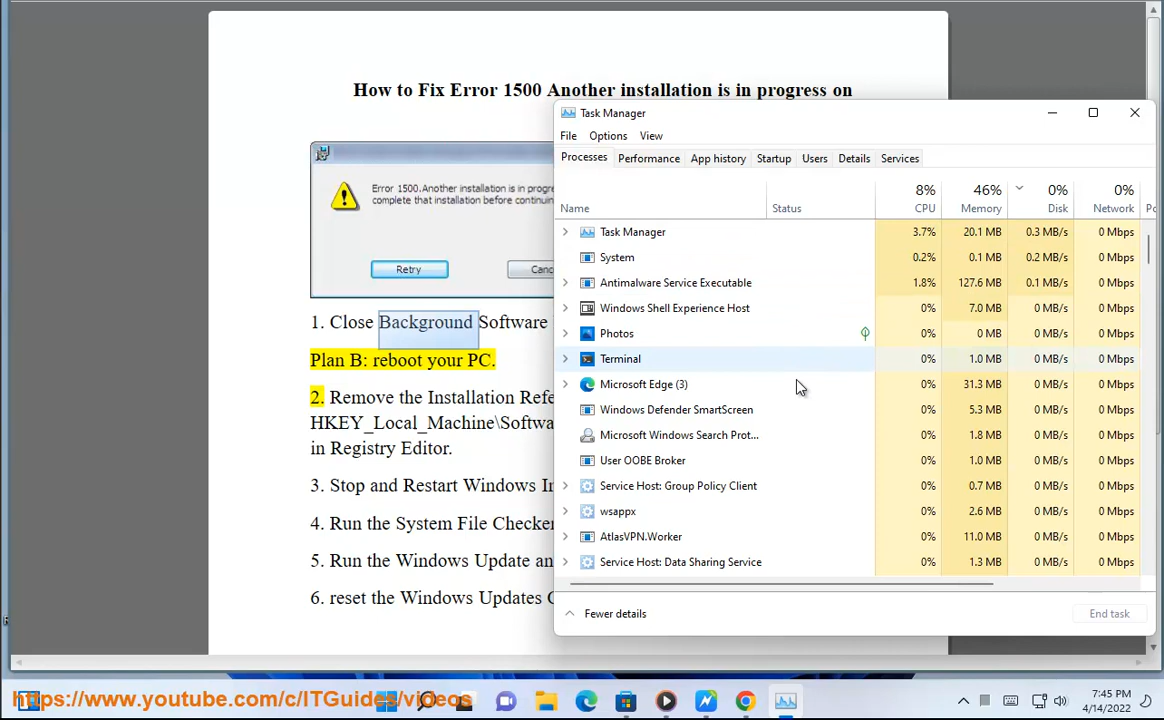 How to Fix Error 1500 Another installation is in progress on
Error 1500.Another installation is in progre
complete that installation before continuin
Retry
Canc
1. Close Background Software
Plan B: reboot your PC.
2. Remove the Installation Refe
HKEY_Local_Machine\Softwa
in Registry Editor.
3. Stop and Restart Windows In
4. Run the System File Checker
5. Run the Windows Update an
6. reset the Windows Updates C
Task Manager
File Options View
Processes Performance App history Startup Users Details Services
8% 46% 0% 0%
Name Status CPU Memory Disk Network Po
Task Manager 3.7% 20.1 MB 0.3 MB/s 0 Mbps
System 0.2% 0.1 MB 0.2 MB/s 0 Mbps
Antimalware Service Executable 1.8% 127.6 MB 0.1 MB/s 0 Mbps
Windows Shell Experience Host 0% 7.0 MB 0 MB/s 0 Mbps
Photos 0% 0 MB 0 MB/s 0 Mbps
Terminal 0% 1.0 MB 0 MB/s 0 Mbps
Microsoft Edge (3) 0% 31.3 MB 0 MB/s 0 Mbps
Windows Defender SmartScreen 0% 5.3 MB 0 MB/s 0 Mbps
Microsoft Windows Search Prot... 0% 1.8 MB 0 MB/s 0 Mbps
User OOBE Broker 0% 1.0 MB 0 MB/s 0 Mbps
Service Host: Group Policy Client 0% 0.7 MB 0 MB/s 0 Mbps
wsappx 0% 2.6 MB 0 MB/s 0 Mbps
AtlasVPN.Worker 0% 11.0 MB 0 MB/s 0 Mbps
Service Host: Data Sharing Service 0% 1.3 MB 0 MB/s 0 Mbps
Fewer details End task
https://www.youtube.com/c/ITGuides/videos
7:45 PM
4/14/2022